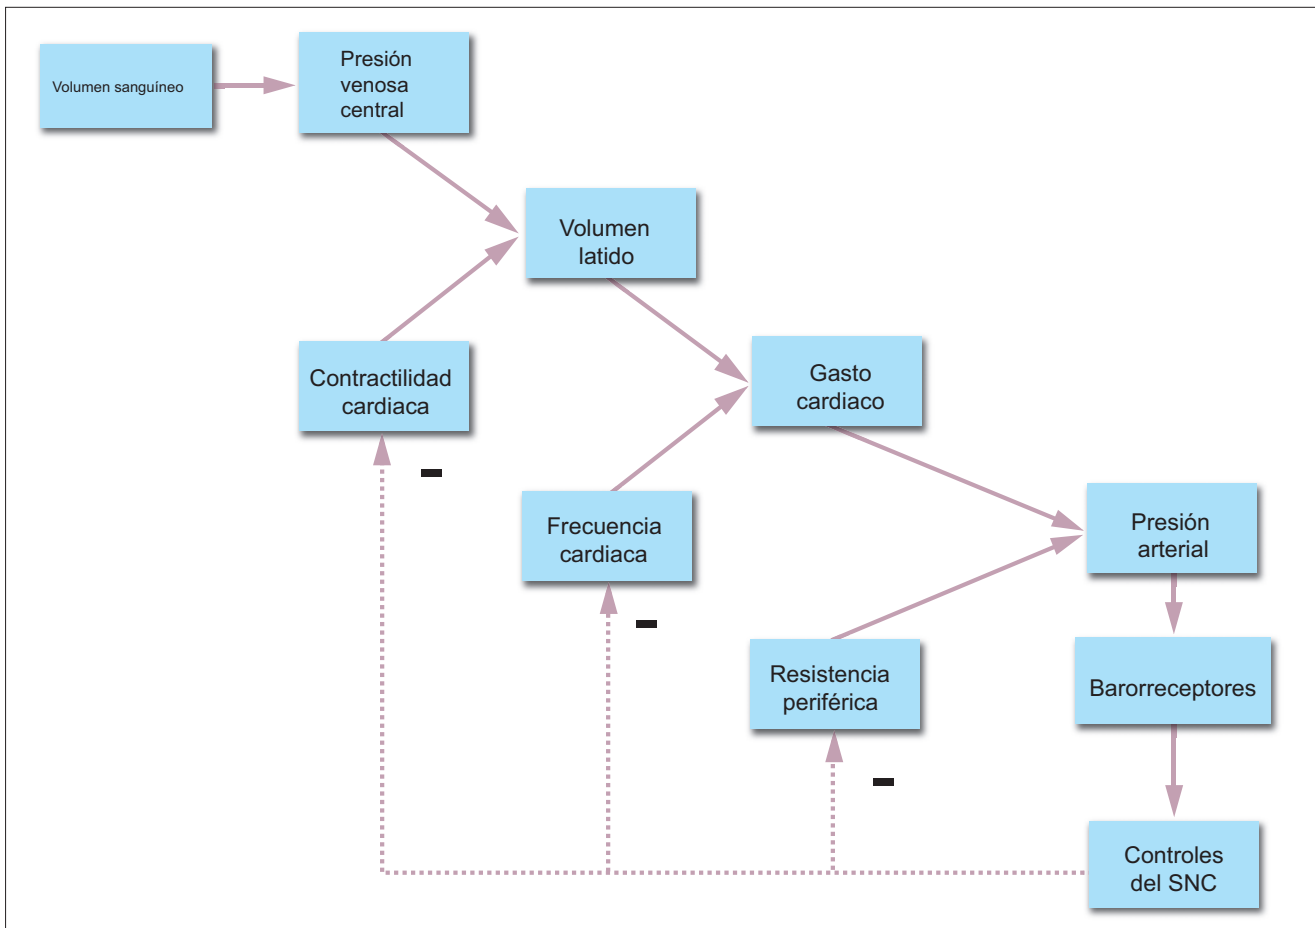 Volumen sanguíneo
Presión
venosa
central
Volumen
latido
Contractilidad
cardiaca
Gasto
cardiaco
Frecuencia
cardiaca
Presión
arterial
Resistencia
periférica
Barorreceptores
Controles
del SNC